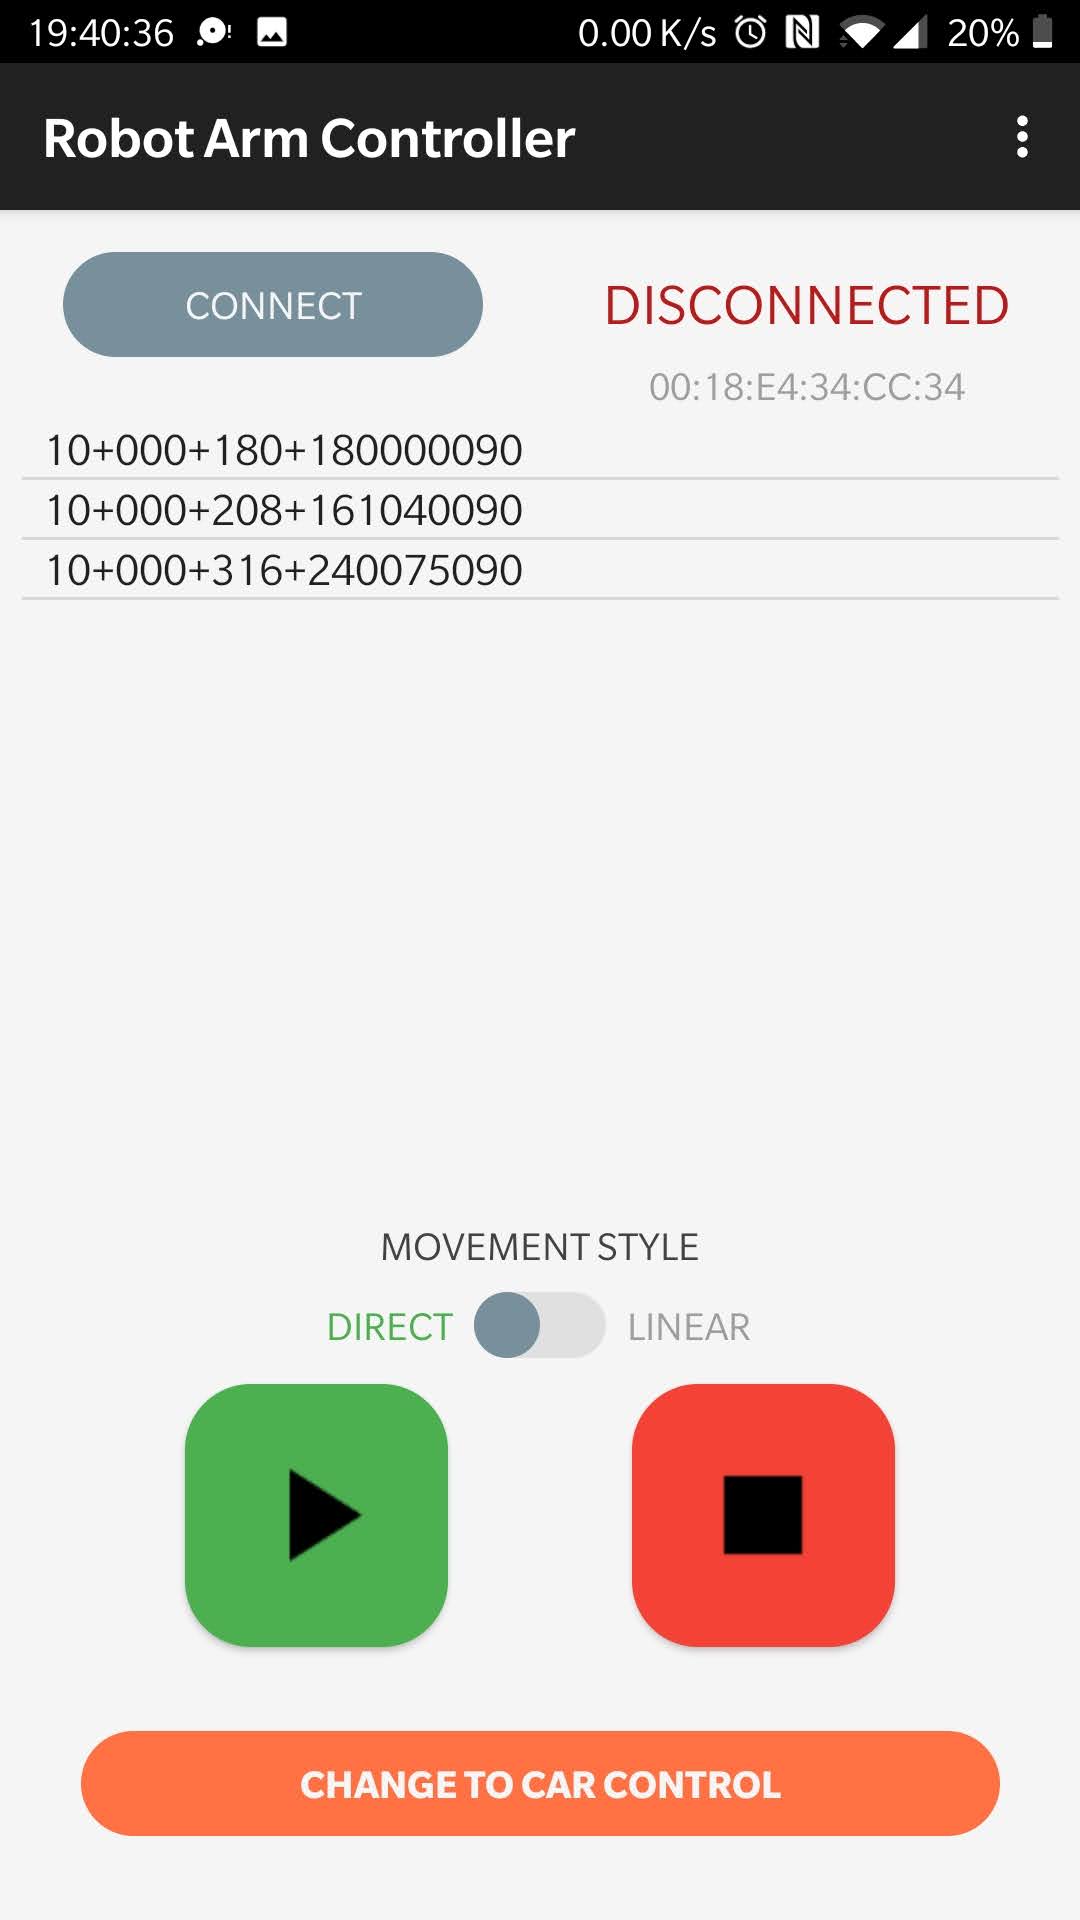 19:40:36 0.00 K/s 20%
Robot Arm Controller
CONNECT DISCONNECTED
00:18:E4:34:CC:34
10+000+180+180000090
10+000+208+161040090
10+000+316+240075090
MOVEMENT STYLE
DIRECT LINEAR
CHANGE TO CAR CONTROL